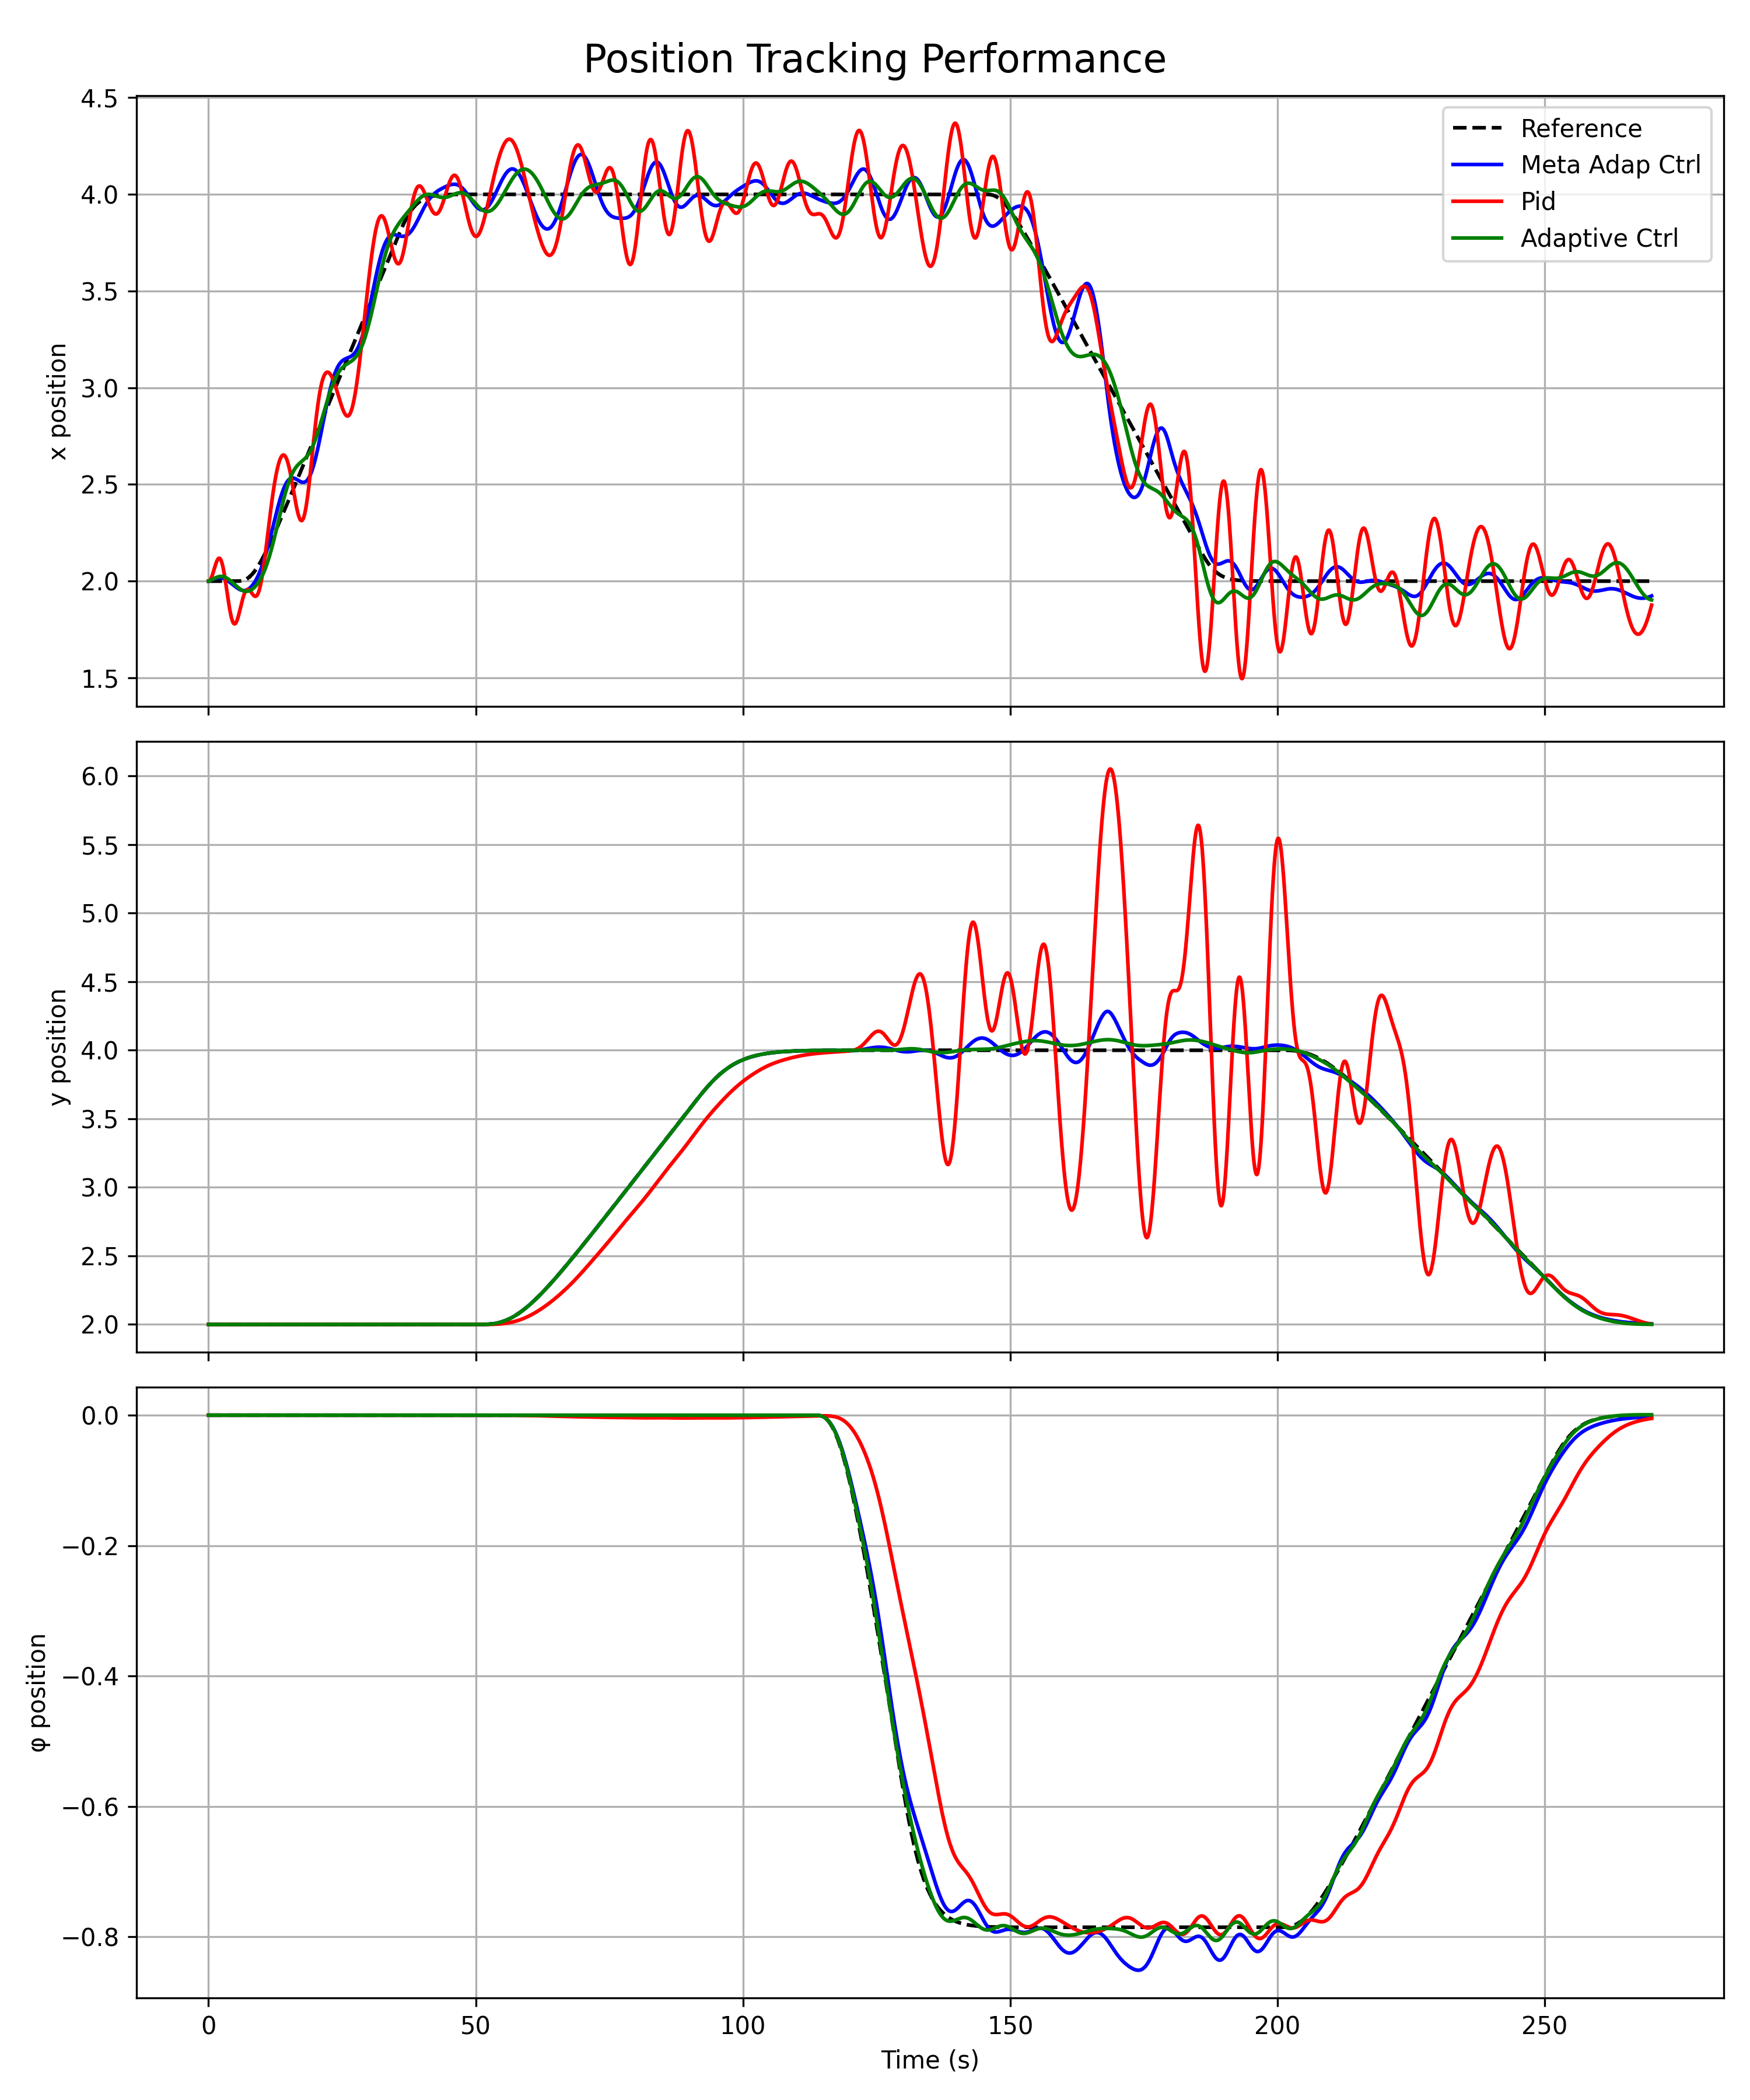 Position Tracking Performance
4.5
4.0
3.5
3.0
2.5
2.0
1.5
x position
Reference
Meta Adap Ctrl
Pid
Adaptive Ctrl
6.0
5.5
5.0
4.5
4.0
3.5
3.0
2.5
2.0
y position
0.0
−0.2
−0.4
−0.6
−0.8
φ position
0 50 100 150 200 250
Time (s)